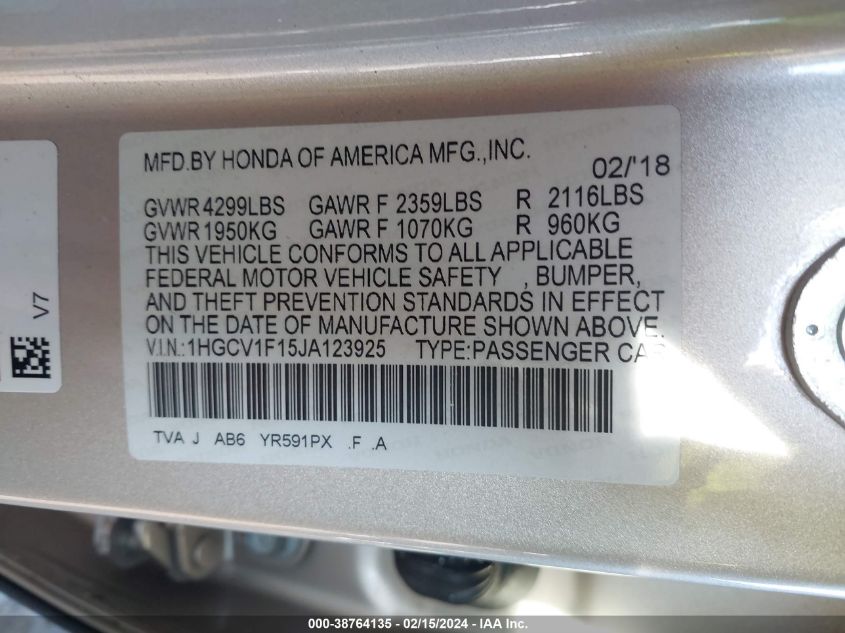 MFD.BY HONDA OF AMERICA MFG.,INC. 02/'18
GVWR 4299LBS GAWR F 2359LBS R 2116LBS
GVWR 1950KG GAWR F 1070KG R 960KG
THIS VEHICLE CONFORMS TO ALL APPLICABLE
FEDERAL MOTOR VEHICLE SAFETY , BUMPER,
AND THEFT PREVENTION STANDARDS IN EFFECT
ON THE DATE OF MANUFACTURE SHOWN ABOVE.
V.I.N.:1HGCV1F15JA123925 TYPE:PASSENGER CAR
TVA J AB6 YR591PX .F .A
V7
000-38764135 - 02/15/2024 - IAA Inc.